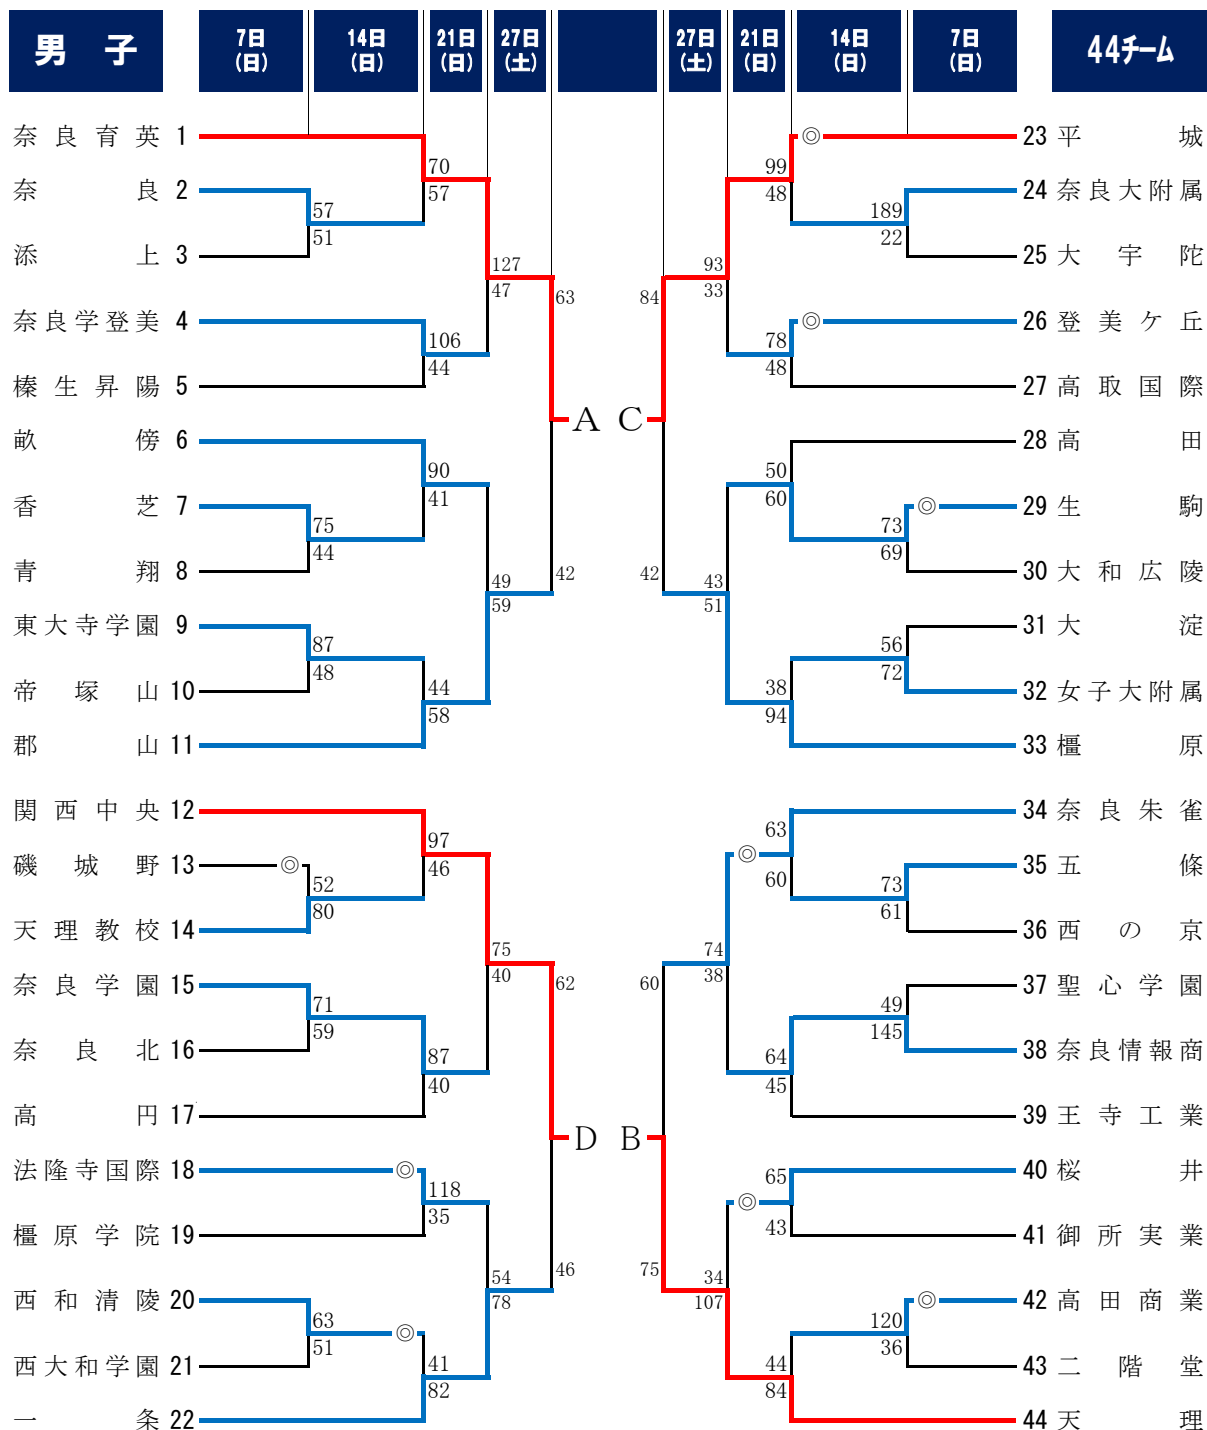 男 子 7日(日) 14日(日) 21日(日) 27日(土) 27日(土) 21日(日) 14日(日) 7日(日) 44チーム
奈良育英 1 ◎ 23 平城
70 99
奈良 2 57 48 24 奈良大附属
57 189
51 22
添上 3 25 大宇陀
127 93
47 63 84 33
奈良学登美 4 ◎ 26 登美ケ丘
106 78
44 48
榛生昇陽 5 27 高取国際
A C
畝傍 6 28 高田
90 50
41 60
香芝 7 ◎ 29 生駒
75 73
44 69
青翔 8 42 42 30 大和広陵
49 43
59 51
東大寺学園 9 31 大淀
87 56
48 72
帝塚山 10 44 38 32 女子大附属
58 94
郡山 11 33 橿原
関西中央 12 34 奈良朱雀
97 63
46 ◎ 60
磯城野 13 ◎ 35 五條
52 73
80 61
天理教校 14 36 西の京
75 74
40 62 60 38
奈良学園 15 37 聖心学園
71 49
59 145
奈良北 16 87 64 38 奈良情報商
40 45
高円 17 39 王寺工業
D B
法隆寺国際 18 ◎ 40 桜井
118 65
35 ◎ 43
橿原学院 19 41 御所実業
54 46 75 34
78 107
西和清陵 20 ◎ 42 高田商業
63 ◎ 120
51 36
西大和学園 21 41 44 43 二階堂
82 84
一条 22 44 天理